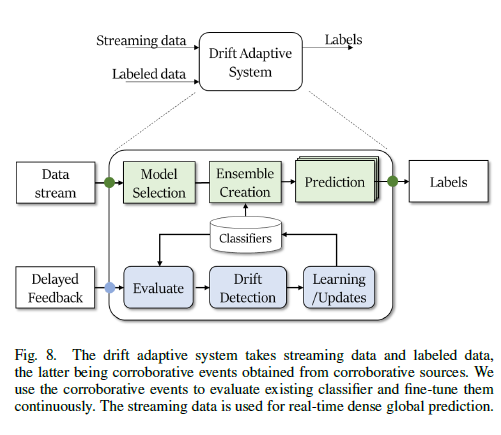 Streaming data
Labeled data
Drift Adaptive
System
Labels
Data
stream
Model
Selection
Ensemble
Creation
Prediction
Labels
Classifiers
Delayed
Feedback
Evaluate
Drift
Detection
Learning
/Updates
Fig. 8. The drift adaptive system takes streaming data and labeled data,
the latter being corroborative events obtained from corroborative sources. We
use the corroborative events to evaluate existing classifier and fine-tune them
continuously. The streaming data is used for real-time dense global prediction.